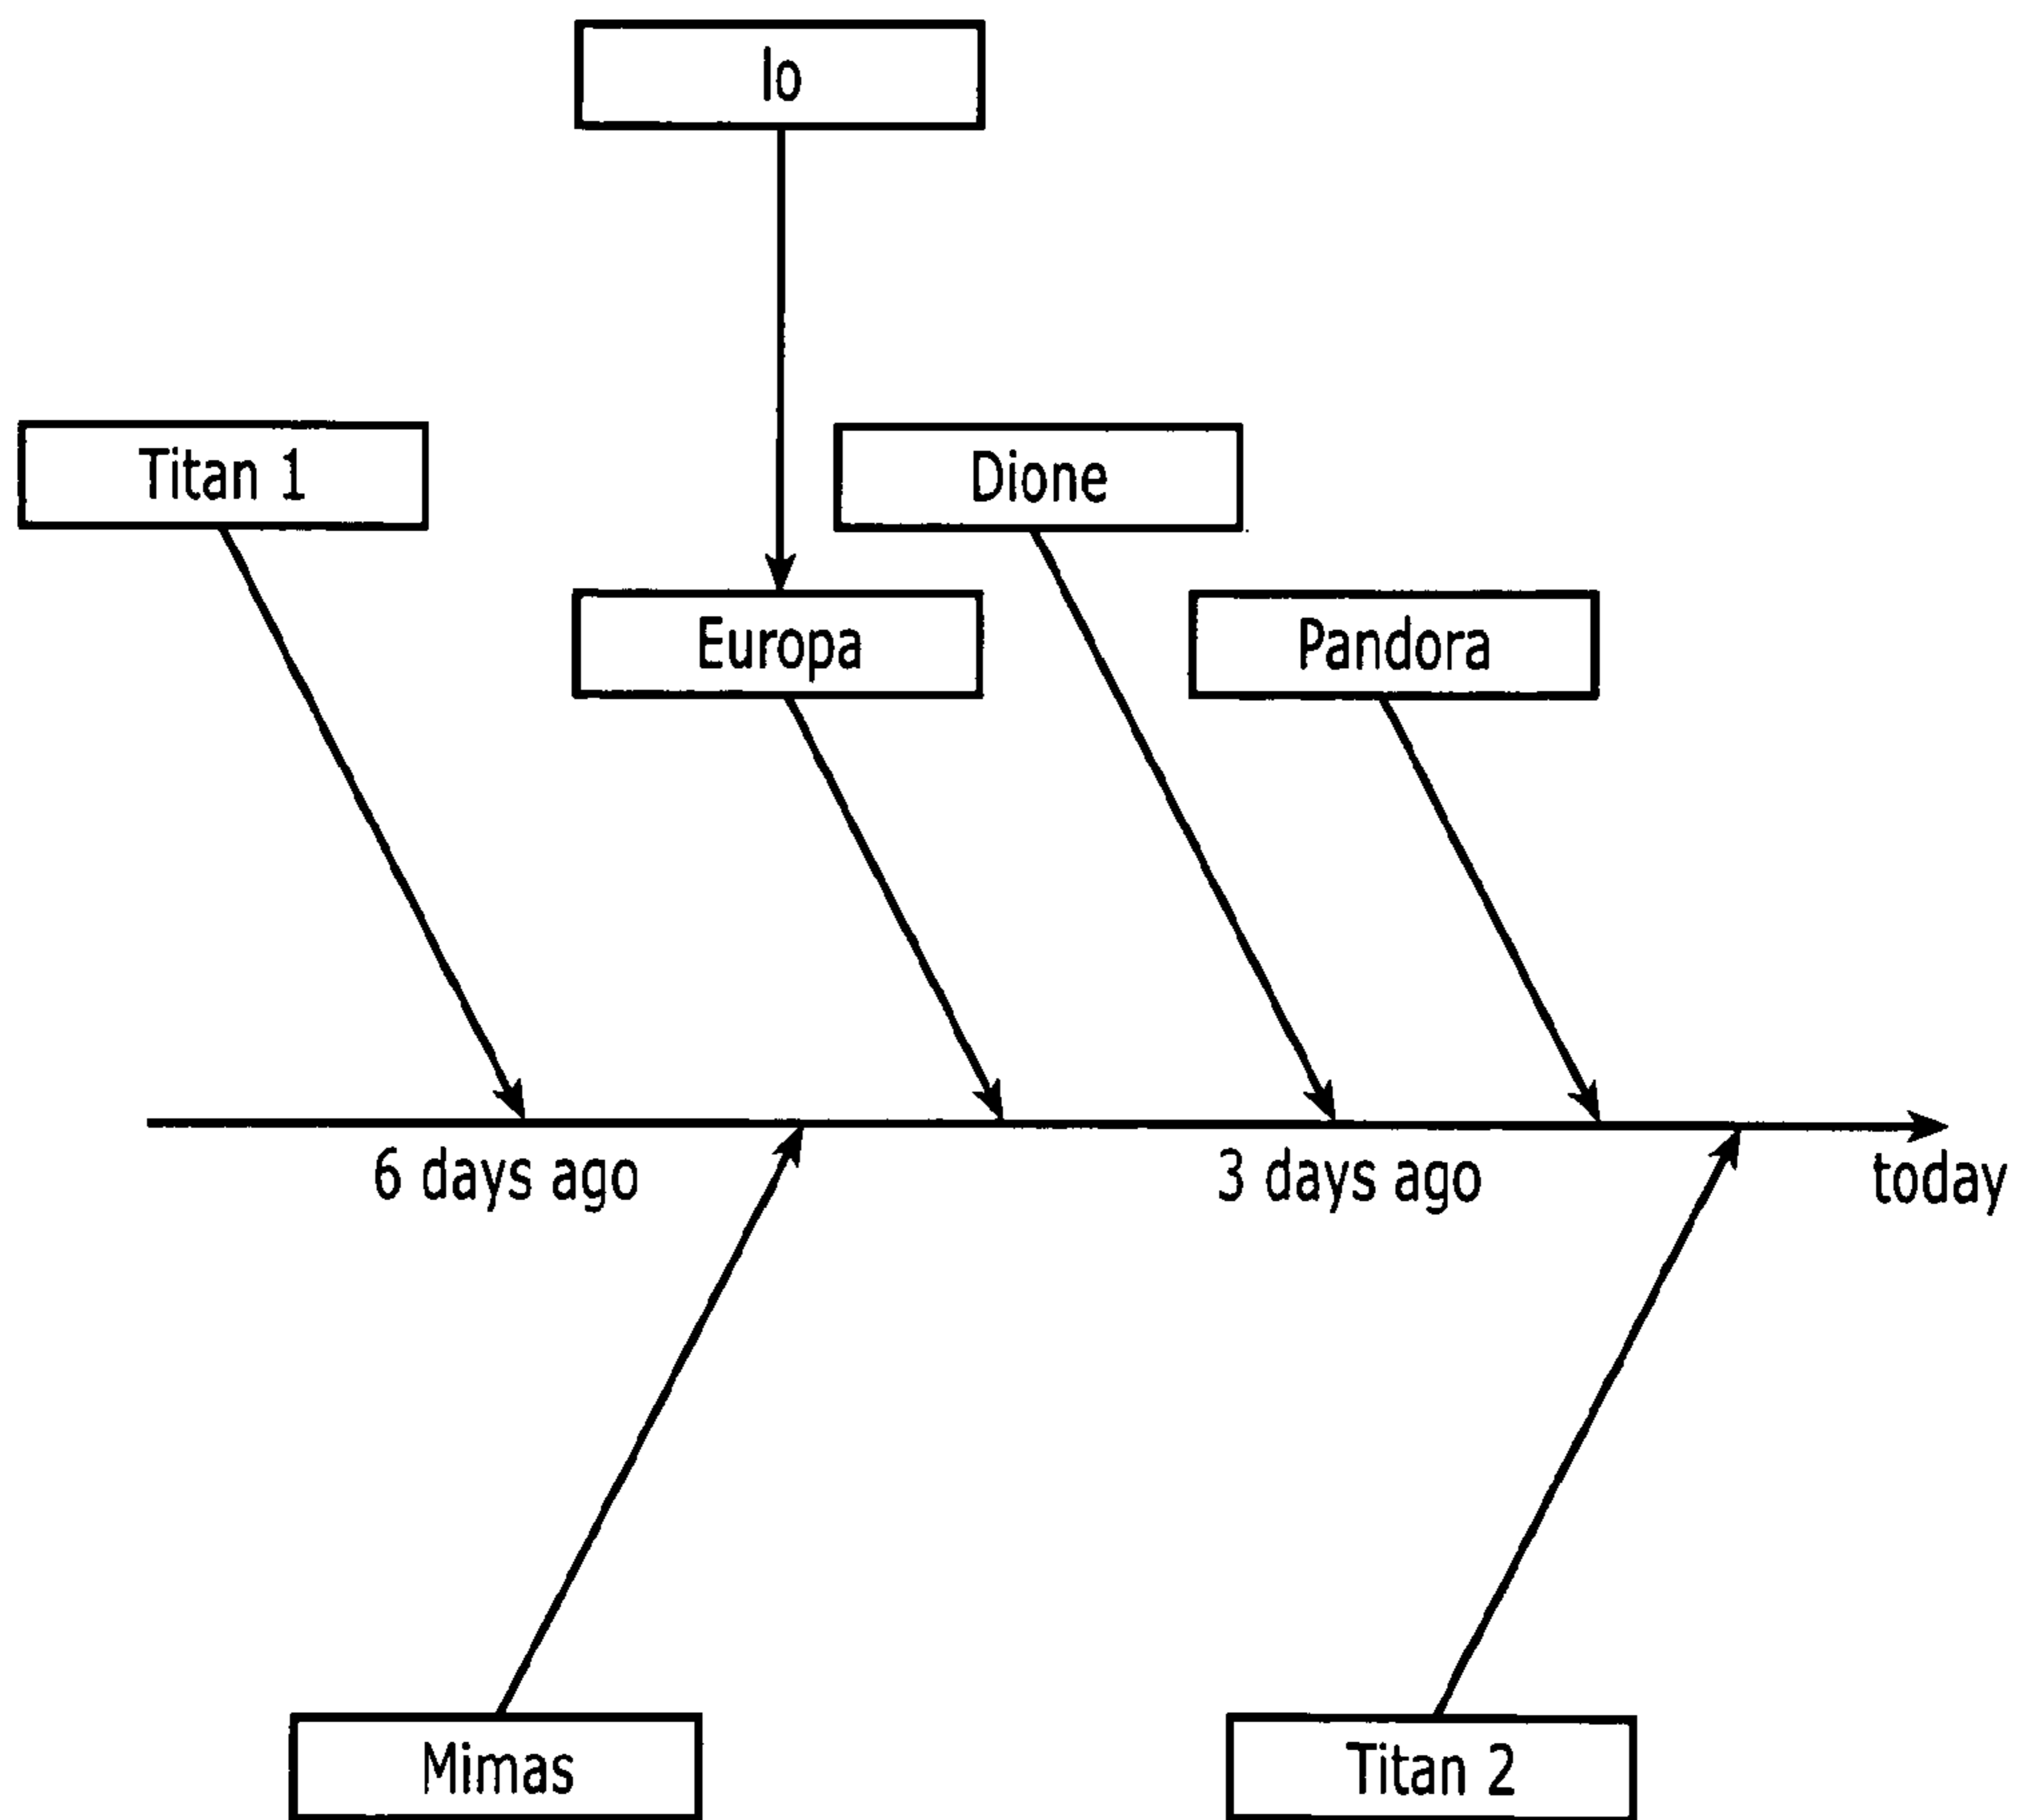 Io
Titan 1
Dione
Europa
Pandora
6 days ago
3 days ago
today
Mimas
Titan 2